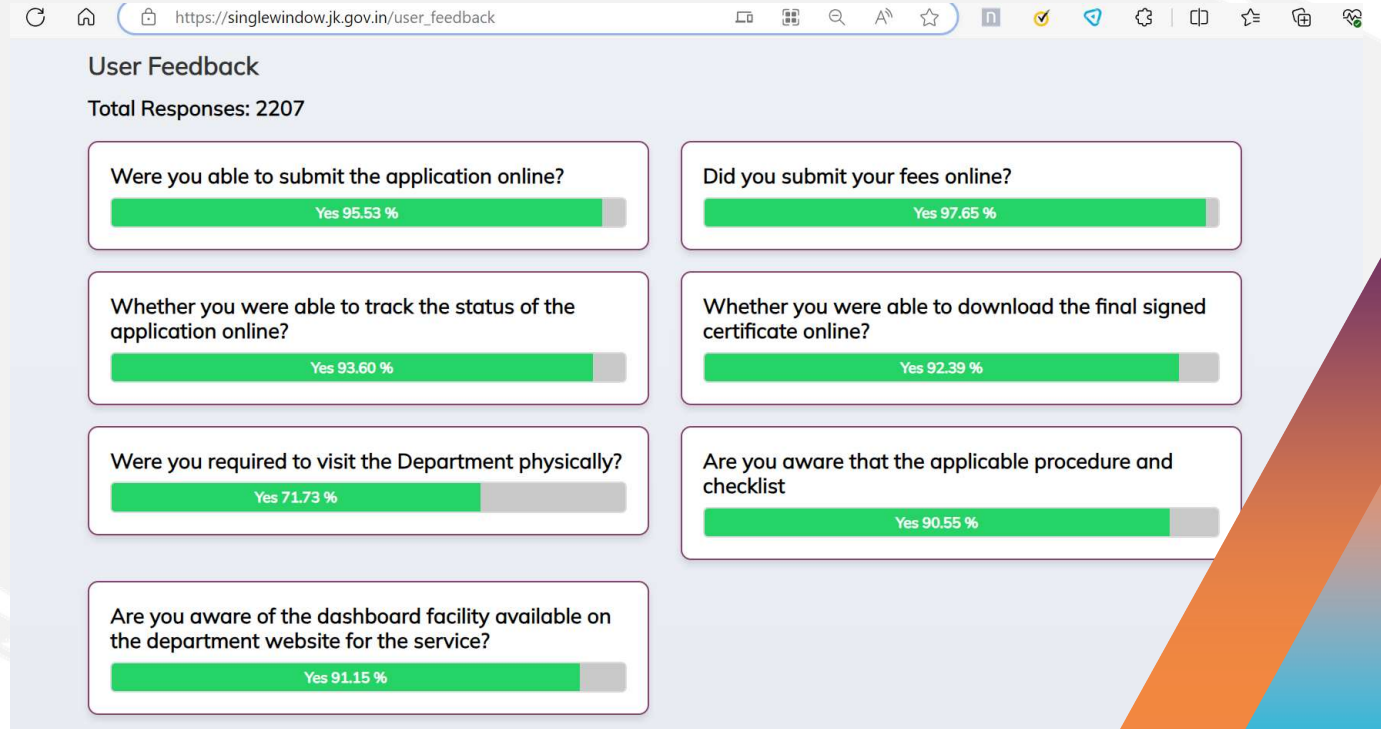 https://singlewindow.jk.gov.in/user_feedback
User Feedback
Total Responses: 2207
Were you able to submit the application online?
Yes 95.53 %
Did you submit your fees online?
Yes 97.65 %
Whether you were able to track the status of the
application online?
Yes 93.60 %
Whether you were able to download the final signed
certificate online?
Yes 92.39 %
Were you required to visit the Department physically?
Yes 71.73 %
Are you aware that the applicable procedure and
checklist
Yes 90.55 %
Are you aware of the dashboard facility available on
the department website for the service?
Yes 91.15 %